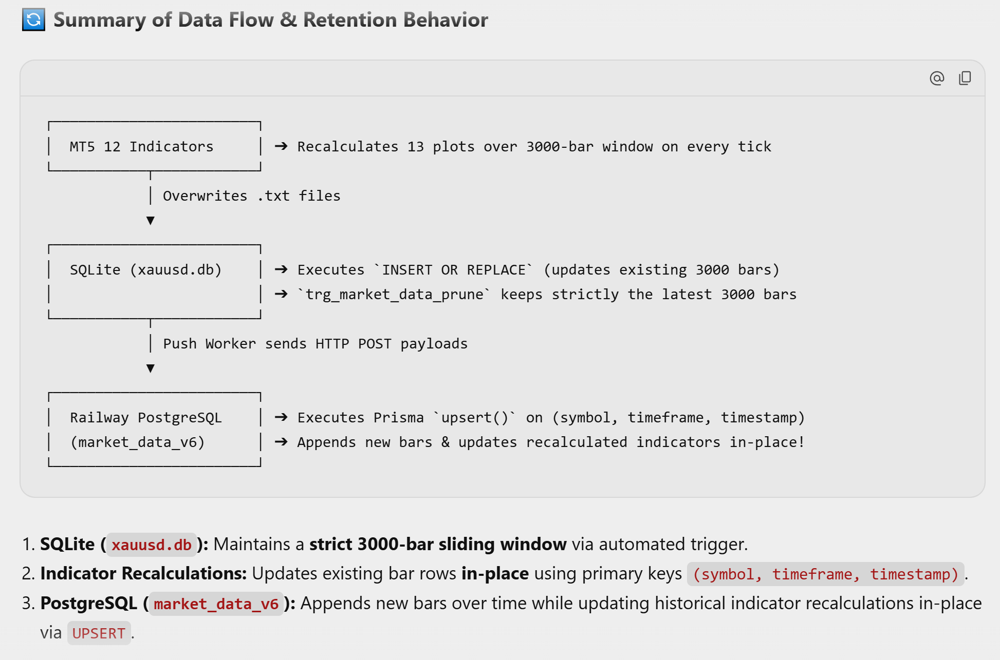 🔄 Summary of Data Flow & Retention Behavior
MT5 12 Indicators ➔ Recalculates 13 plots over 3000-bar window on every tick
Overwrites .txt files
SQLite (xauusd.db) ➔ Executes `INSERT OR REPLACE` (updates existing 3000 bars)
➔ `trg_market_data_prune` keeps strictly the latest 3000 bars
Push Worker sends HTTP POST payloads
Railway PostgreSQL ➔ Executes Prisma `upsert()` on (symbol, timeframe, timestamp)
(market_data_v6) ➔ Appends new bars & updates recalculated indicators in-place!
1. SQLite (xauusd.db): Maintains a strict 3000-bar sliding window via automated trigger.
2. Indicator Recalculations: Updates existing bar rows in-place using primary keys (symbol, timeframe, timestamp).
3. PostgreSQL (market_data_v6): Appends new bars over time while updating historical indicator recalculations in-place
via UPSERT.